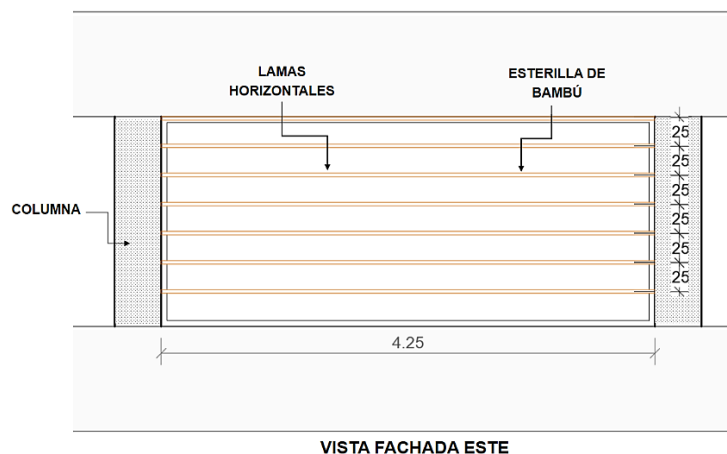 LAMAS
HORIZONTALES
ESTERILLA DE
BAMBÚ
COLUMNA
25
25
25
25
25
25
4.25
VISTA FACHADA ESTE